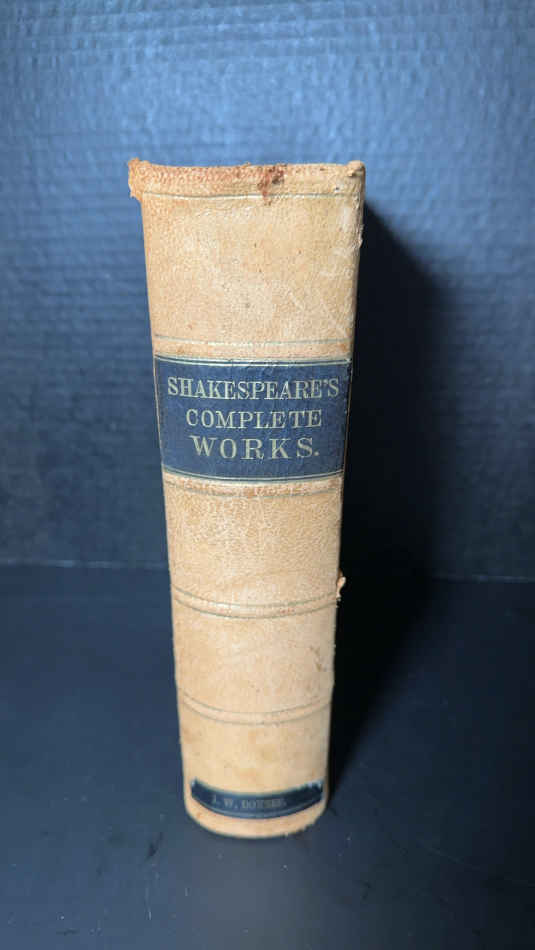 SHAKESPEARE'S
COMPLETE
WORKS.
J. W.